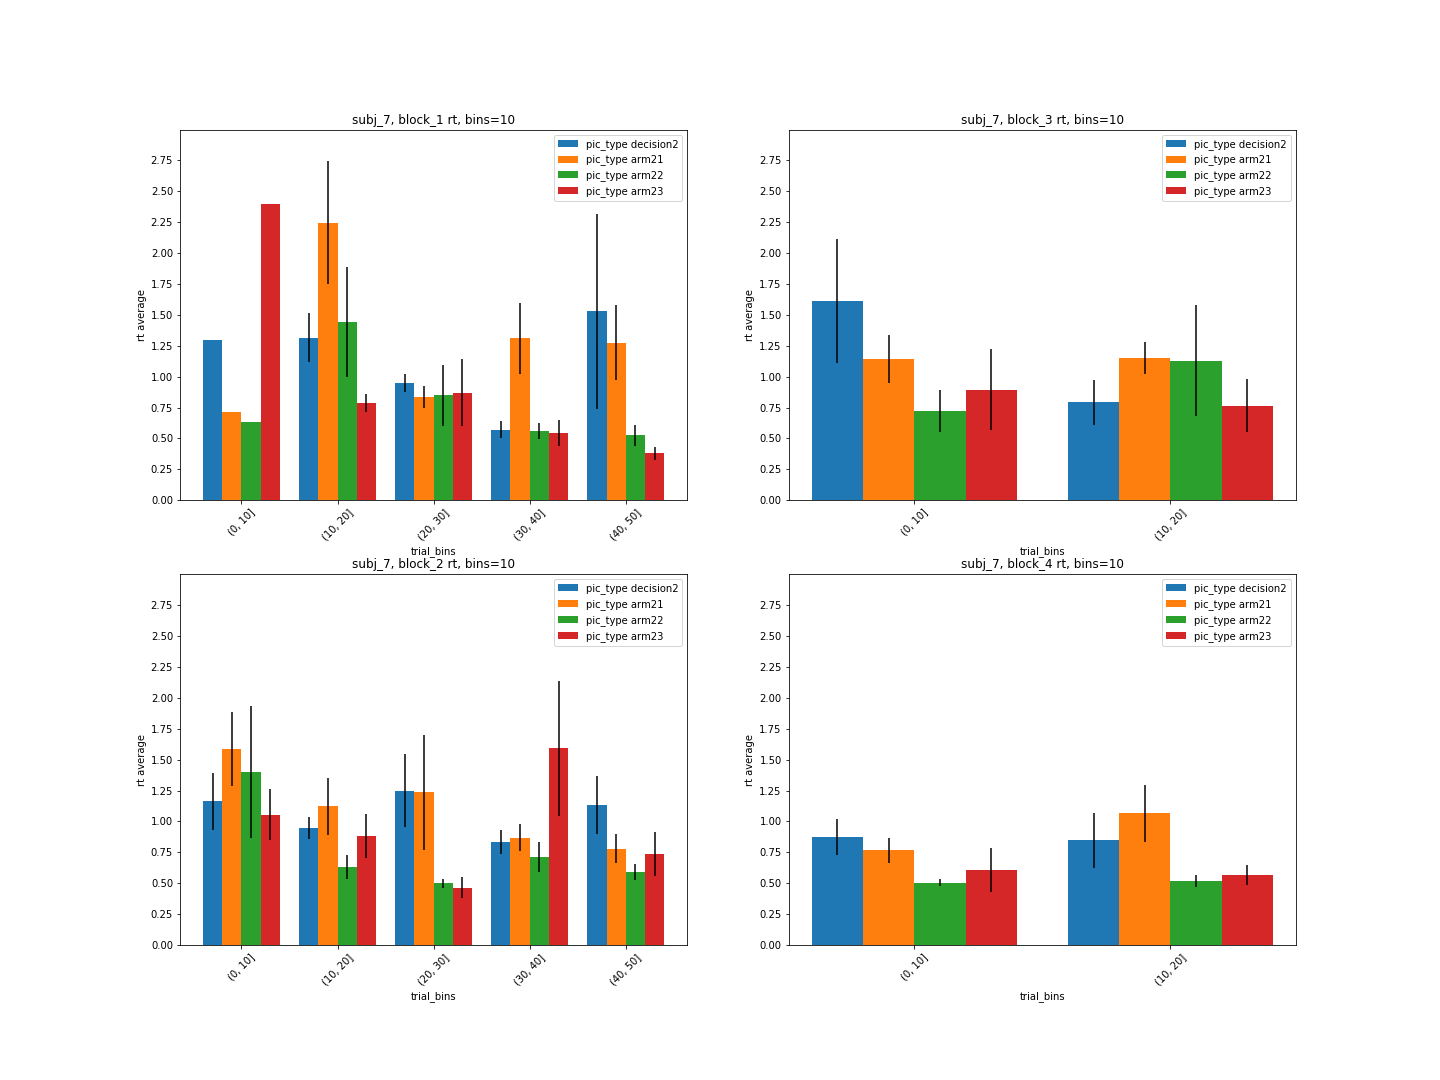 subj_7, block_1 rt, bins=10
pic_type decision2
pic_type arm21
pic_type arm22
pic_type arm23
2.75
2.50
2.25
2.00
1.75
1.50
1.25
1.00
0.75
0.50
0.25
0.00
rt average
(0, 10]
(10, 20]
(20, 30]
(30, 40]
(40, 50]
trial_bins
subj_7, block_3 rt, bins=10
pic_type decision2
pic_type arm21
pic_type arm22
pic_type arm23
2.75
2.50
2.25
2.00
1.75
1.50
1.25
1.00
0.75
0.50
0.25
0.00
rt average
(0, 10]
(10, 20]
trial_bins
subj_7, block_2 rt, bins=10
pic_type decision2
pic_type arm21
pic_type arm22
pic_type arm23
2.75
2.50
2.25
2.00
1.75
1.50
1.25
1.00
0.75
0.50
0.25
0.00
rt average
(0, 10]
(10, 20]
(20, 30]
(30, 40]
(40, 50]
trial_bins
subj_7, block_4 rt, bins=10
pic_type decision2
pic_type arm21
pic_type arm22
pic_type arm23
2.75
2.50
2.25
2.00
1.75
1.50
1.25
1.00
0.75
0.50
0.25
0.00
rt average
(0, 10]
(10, 20]
trial_bins